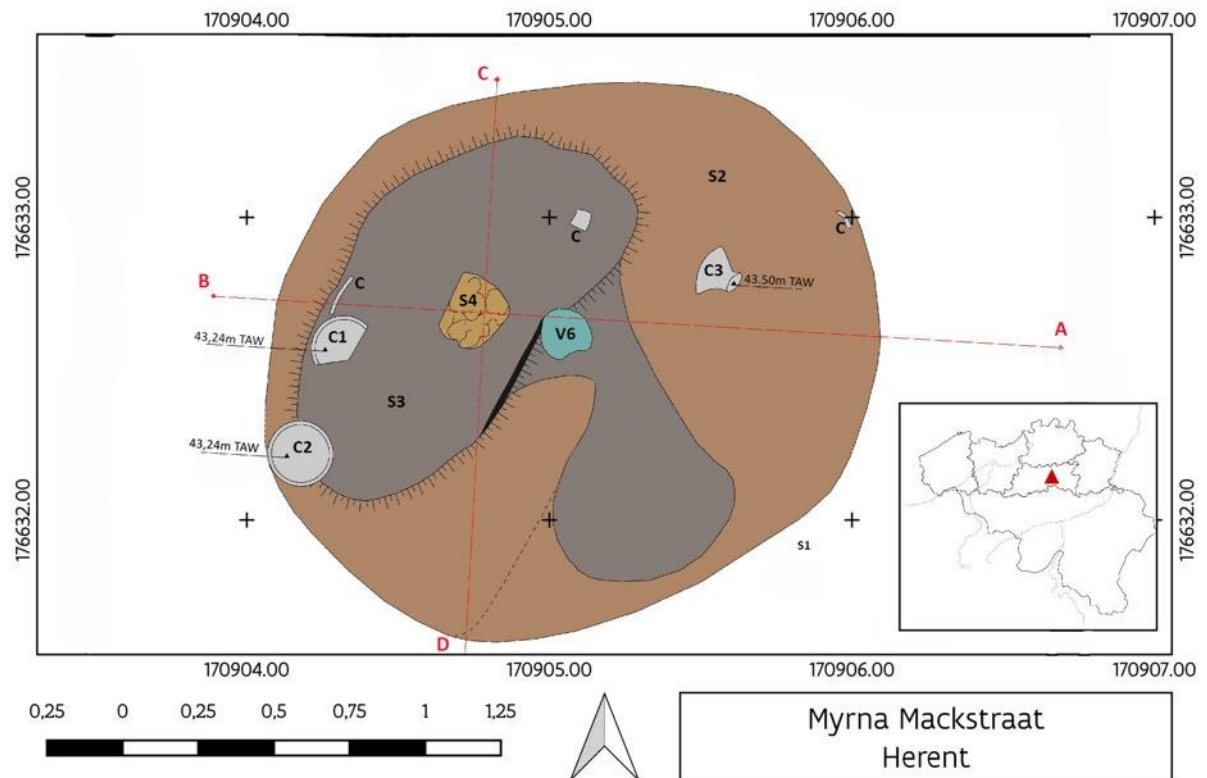 170904.00 170905.00 170906.00 170907.00
C
S2
176633.00
176633.00
C
C
B
C
C3
43.50m TAW
S4
C1
V6
A
43,24m TAW
S3
43,24m TAW
C2
176632.00
176632.00
S1
D
170904.00 170905.00 170906.00 170907.00
0,25 0 0,25 0,5 0,75 1 1,25
Myrna Mackstraat
Herent